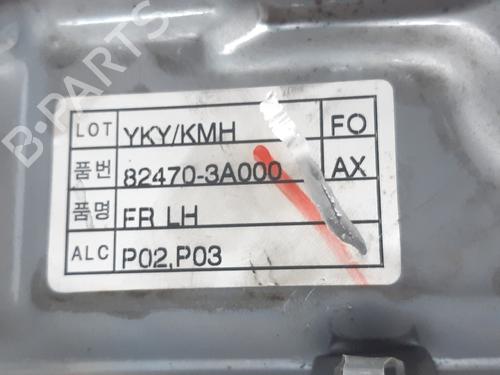 B-PARTS
LOT YKY/KMH FO
품번 82470-3A000 AX
품명 FR LH
ALC P02,P03